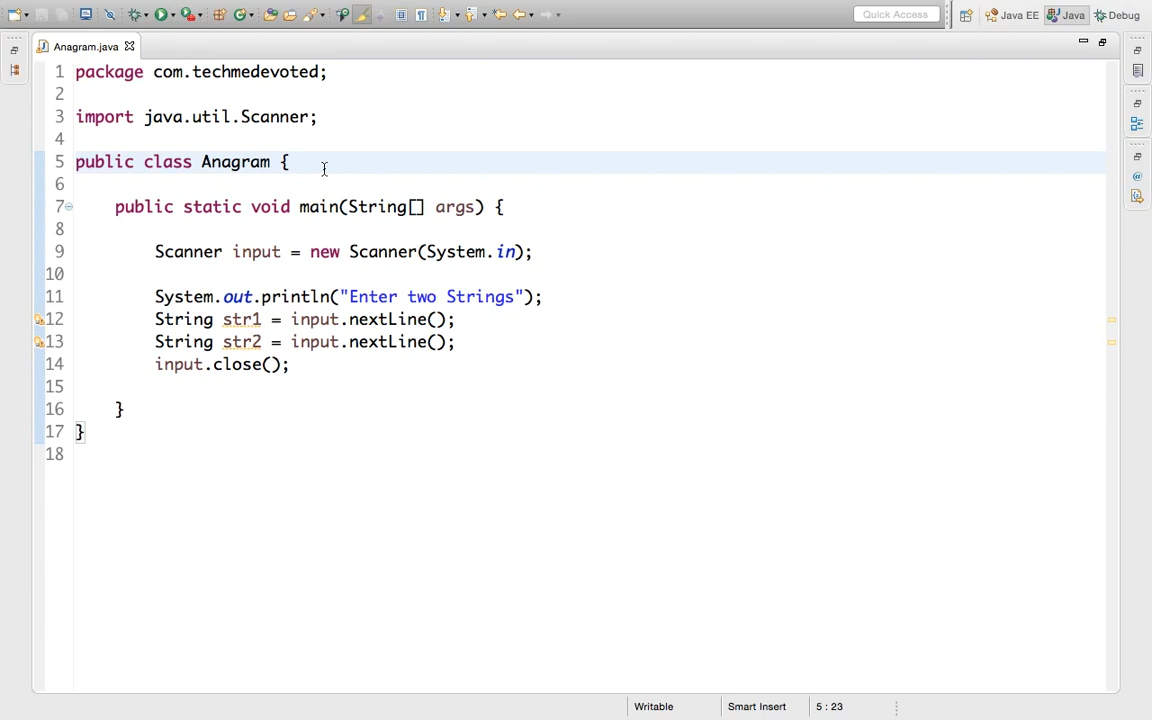 Quick Access
Java EE
Java
Debug
Anagram.java
1 package com.techmedevoted;
2
3 import java.util.Scanner;
4
5 public class Anagram {
6
7 public static void main(String[] args) {
8
9 Scanner input = new Scanner(System.in);
10
11 System.out.println("Enter two Strings");
12 String str1 = input.nextLine();
13 String str2 = input.nextLine();
14 input.close();
15
16 }
17 }
18
Writable Smart Insert 5 : 23